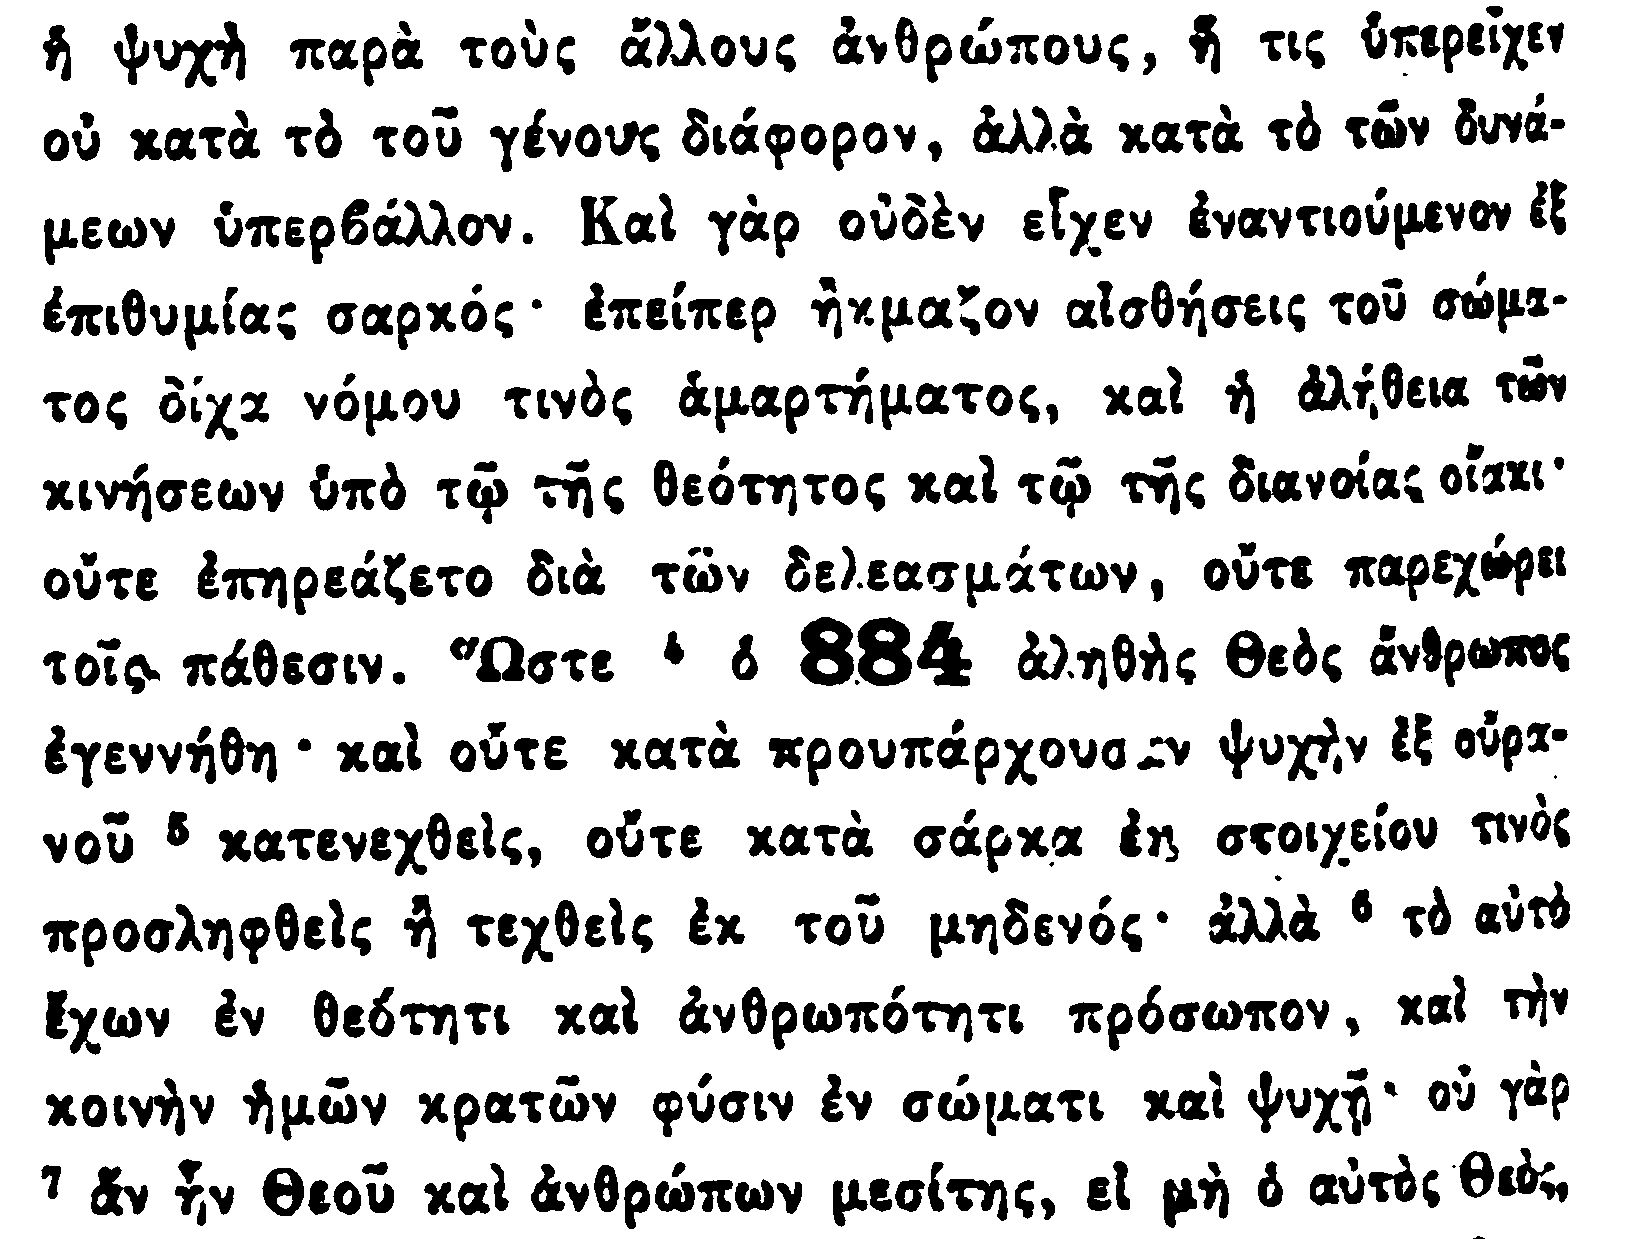 ἡ ψυχὴ παρὰ τοὺς ἄλλους ἀνθρώπους, ἥ τις ὑπερεῖχεν
οὐ κατὰ τὸ τοῦ γένους διάφορον, ἀλλὰ κατὰ τὸ τῶν δυνά-
μεων ὑπερβάλλον. Καὶ γὰρ οὐδὲν εἶχεν ἐναντιούμενον ἐξ
ἐπιθυμίας σαρκός· ἐπείπερ ἤκμαζον αἰσθήσεις τοῦ σώμα-
τος δίχα νόμου τινὸς ἁμαρτήματος, καὶ ἡ ἀλήθεια τῶν
κινήσεων ὑπὸ τῷ τῆς θεότητος καὶ τῷ τῆς διανοίας οἴακι·
οὔτε ἐπηρεάζετο διὰ τῶν δελεασμάτων, οὔτε παρεχώρει
τοῖς πάθεσιν. Ὥστε 4 ὁ 884 ἀληθὴς Θεὸς ἄνθρωπος
ἐγεννήθη· καὶ οὔτε κατὰ προυπάρχουσαν ψυχὴν ἐξ οὐρα-
νοῦ 5 κατενεχθεὶς, οὔτε κατὰ σάρκα ἐκ στοιχείου τινὸς
προσληφθεὶς ἢ τεχθεὶς ἐκ τοῦ μηδενός· ἀλλὰ 6 τὸ αὐτὸ
ἔχων ἐν θεότητι καὶ ἀνθρωπότητι πρόσωπον, καὶ τὴν
κοινὴν ἡμῶν κρατῶν φύσιν ἐν σώματι καὶ ψυχῇ· οὐ γὰρ
7 ἂν ἦν Θεοῦ καὶ ἀνθρώπων μεσίτης, εἰ μὴ ὁ αὐτὸς Θεὸς,